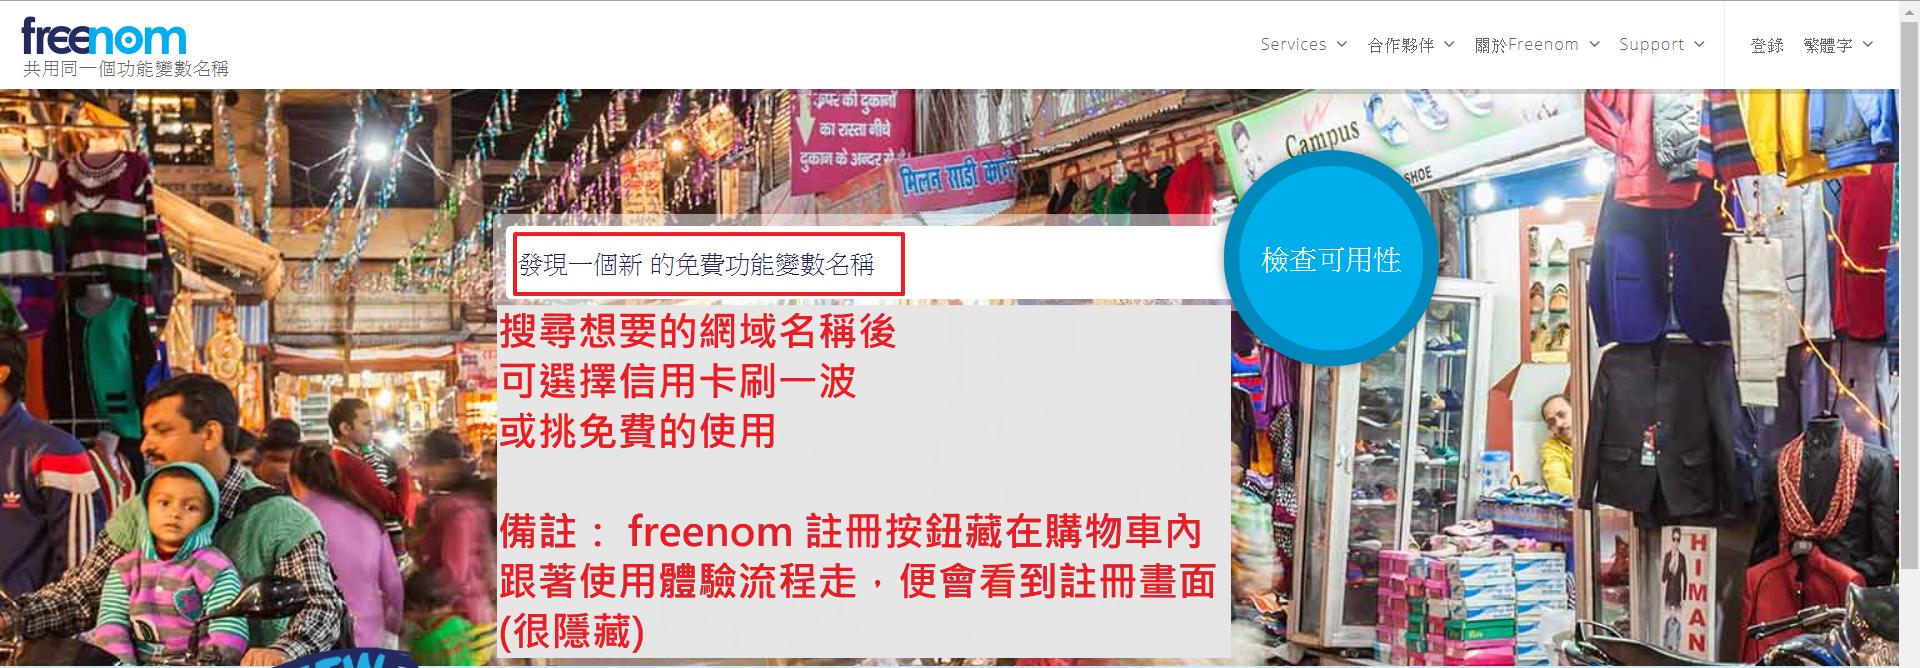 freenom
共用同一個功能變數名稱
Services 合作夥伴 關於Freenom Support 登錄 繁體字
का रास्ता नीचे
Campus
SHOE
發現一個新 的免費功能變數名稱
檢查可用性
搜尋想要的網域名稱後
可選擇信用卡刷一波
或挑免費的使用
備註： freenom 註冊按鈕藏在購物車內
跟著使用體驗流程走，便會看到註冊畫面
(很隱藏)
HIMAN